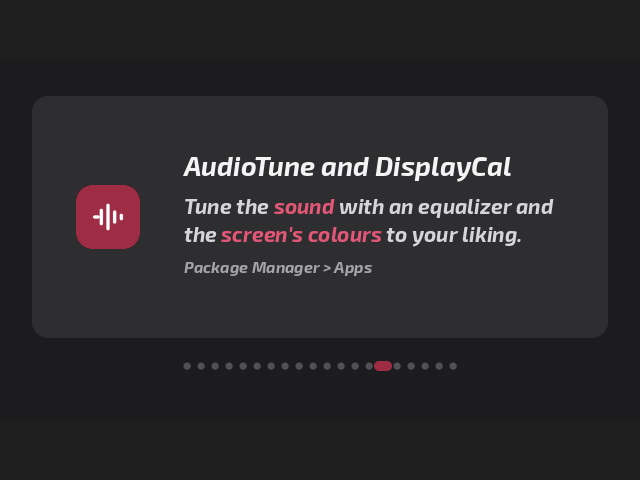 AudioTune and DisplayCal
Tune the sound with an equalizer and
the screen's colours to your liking.
Package Manager > Apps